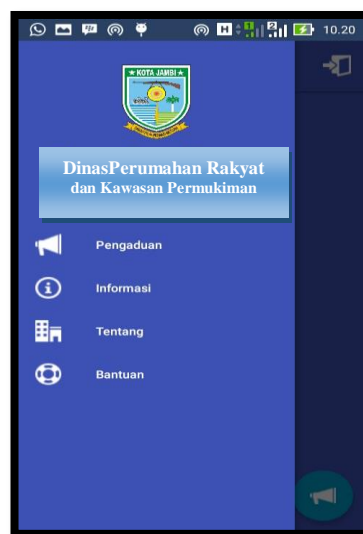 10.20
★ KOTA JAMBI ★
DinasPerumahan Rakyat
dan Kawasan Permukiman
Pengaduan
Informasi
Tentang
Bantuan